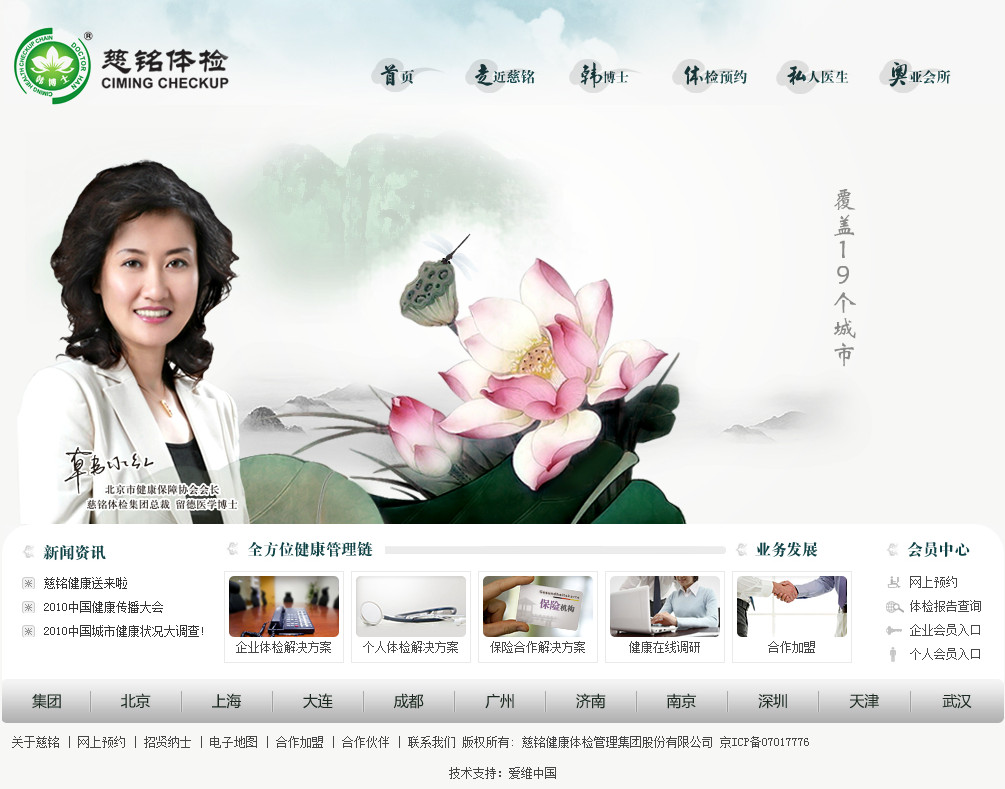 慈铭体检
CIMING CHECKUP
®
CIMING HEALTH CHECKUP CHAIN
DOCTOR HAN
韩博士
首页
走近慈铭
韩博士
体检预约
私人医生
奥亚会所
覆盖19个城市
北京市健康保障协会会长
慈铭体检集团总裁 留德医学博士
新闻资讯
慈铭健康送来啦
2010中国健康传播大会
2010中国城市健康状况大调查!
全方位健康管理链
企业体检解决方案
个人体检解决方案
保险机构
保险合作解决方案
健康在线调研
业务发展
合作加盟
会员中心
网上预约
体检报告查询
企业会员入口
个人会员入口
集团 北京 上海 大连 成都 广州 济南 南京 深圳 天津 武汉
关于慈铭 | 网上预约 | 招贤纳士 | 电子地图 | 合作加盟 | 合作伙伴 | 联系我们 版权所有: 慈铭健康体检管理集团股份有限公司 京ICP备07017776
技术支持: 爱维中国